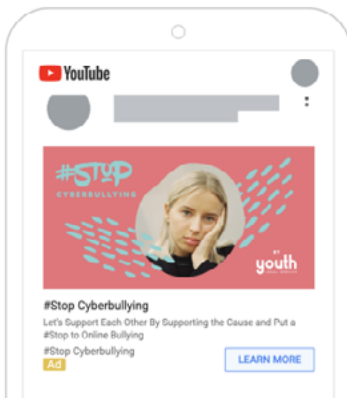 YouTube
#STOP
CYBERBULLYING
BY
youth
#Stop Cyberbullying
Let's Support Each Other By Supporting the Cause and Put a
#Stop to Online Bullying
#Stop Cyberbullying
Ad
LEARN MORE